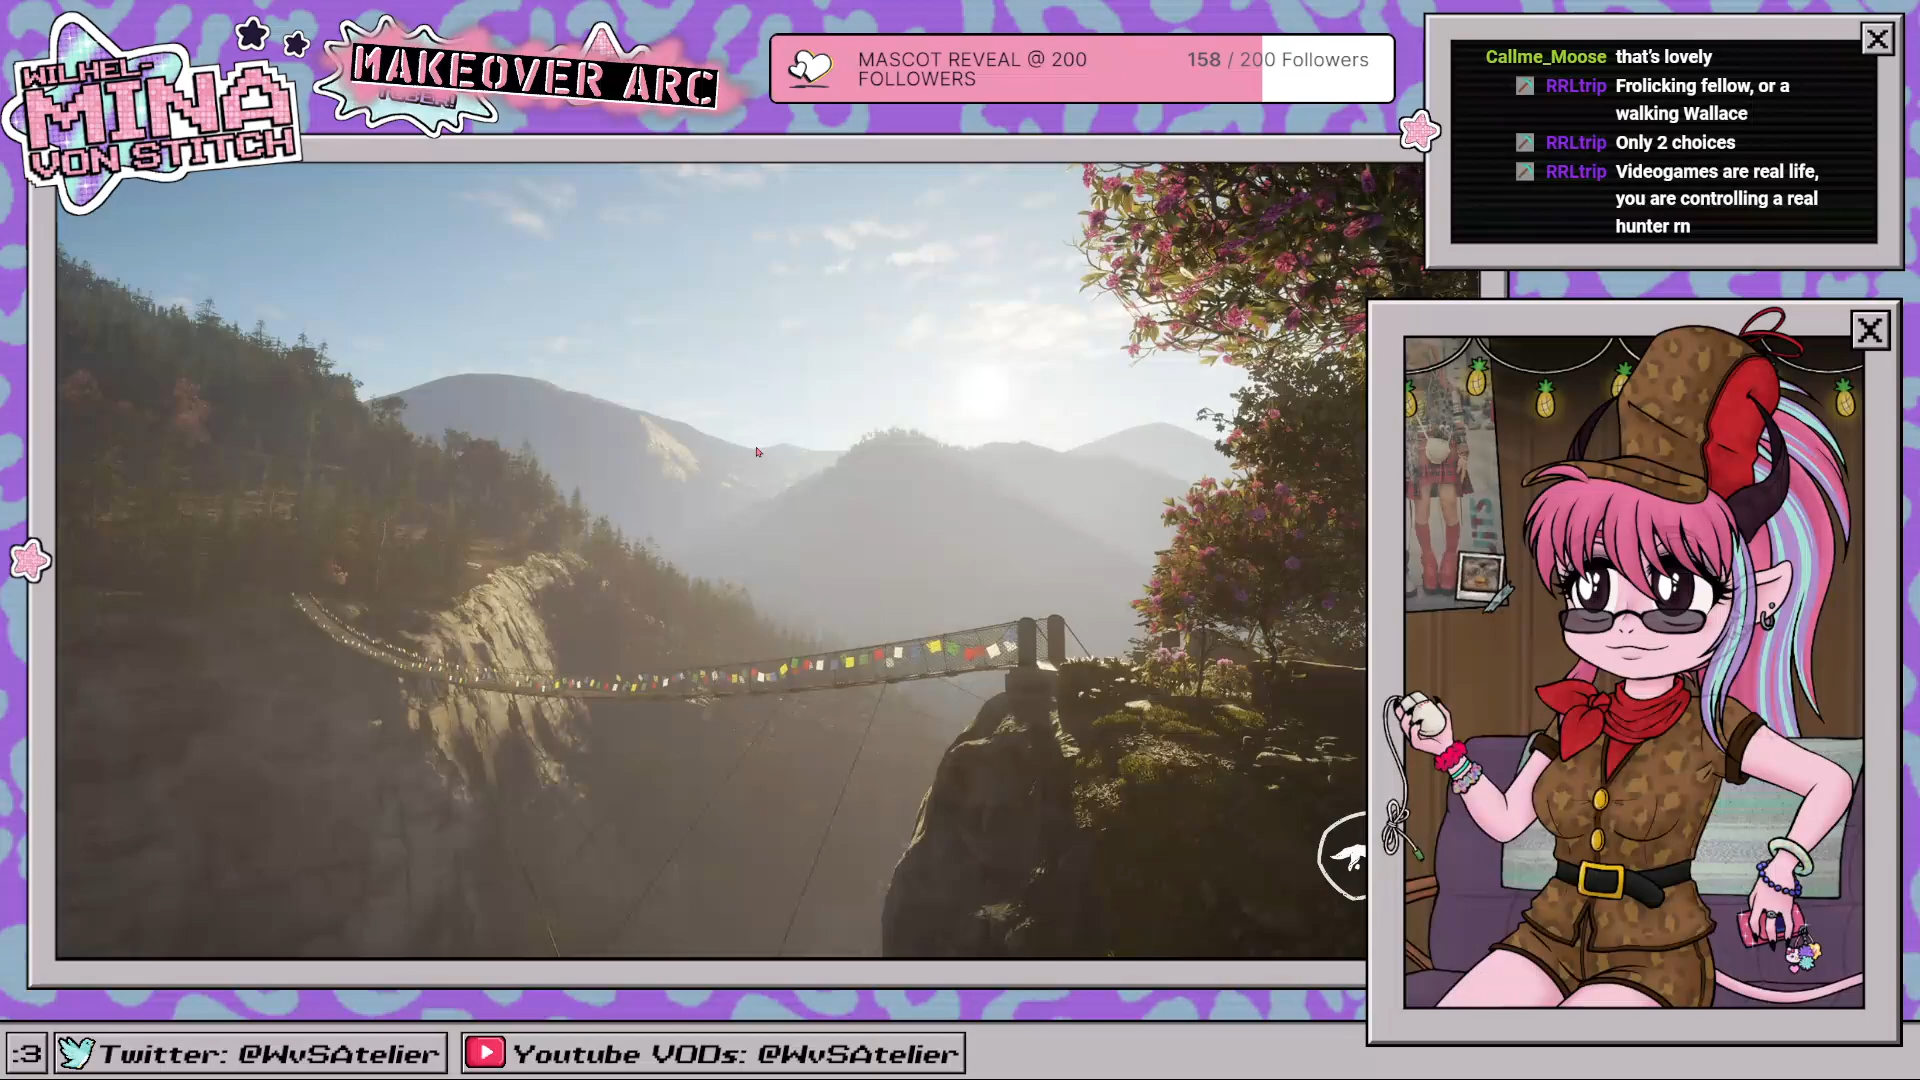 WILHEL-
MINA
VON STITCH
MAKEOVER ARC
TOBER!
MASCOT REVEAL @ 200
FOLLOWERS
158 / 200 Followers
Callme_Moose that's lovely
RRLtrip Frolicking fellow, or a
walking Wallace
RRLtrip Only 2 choices
RRLtrip Videogames are real life,
you are controlling a real
hunter rn
:3
Twitter: @WvSAtelier
Youtube VODs: @WvSAtelier